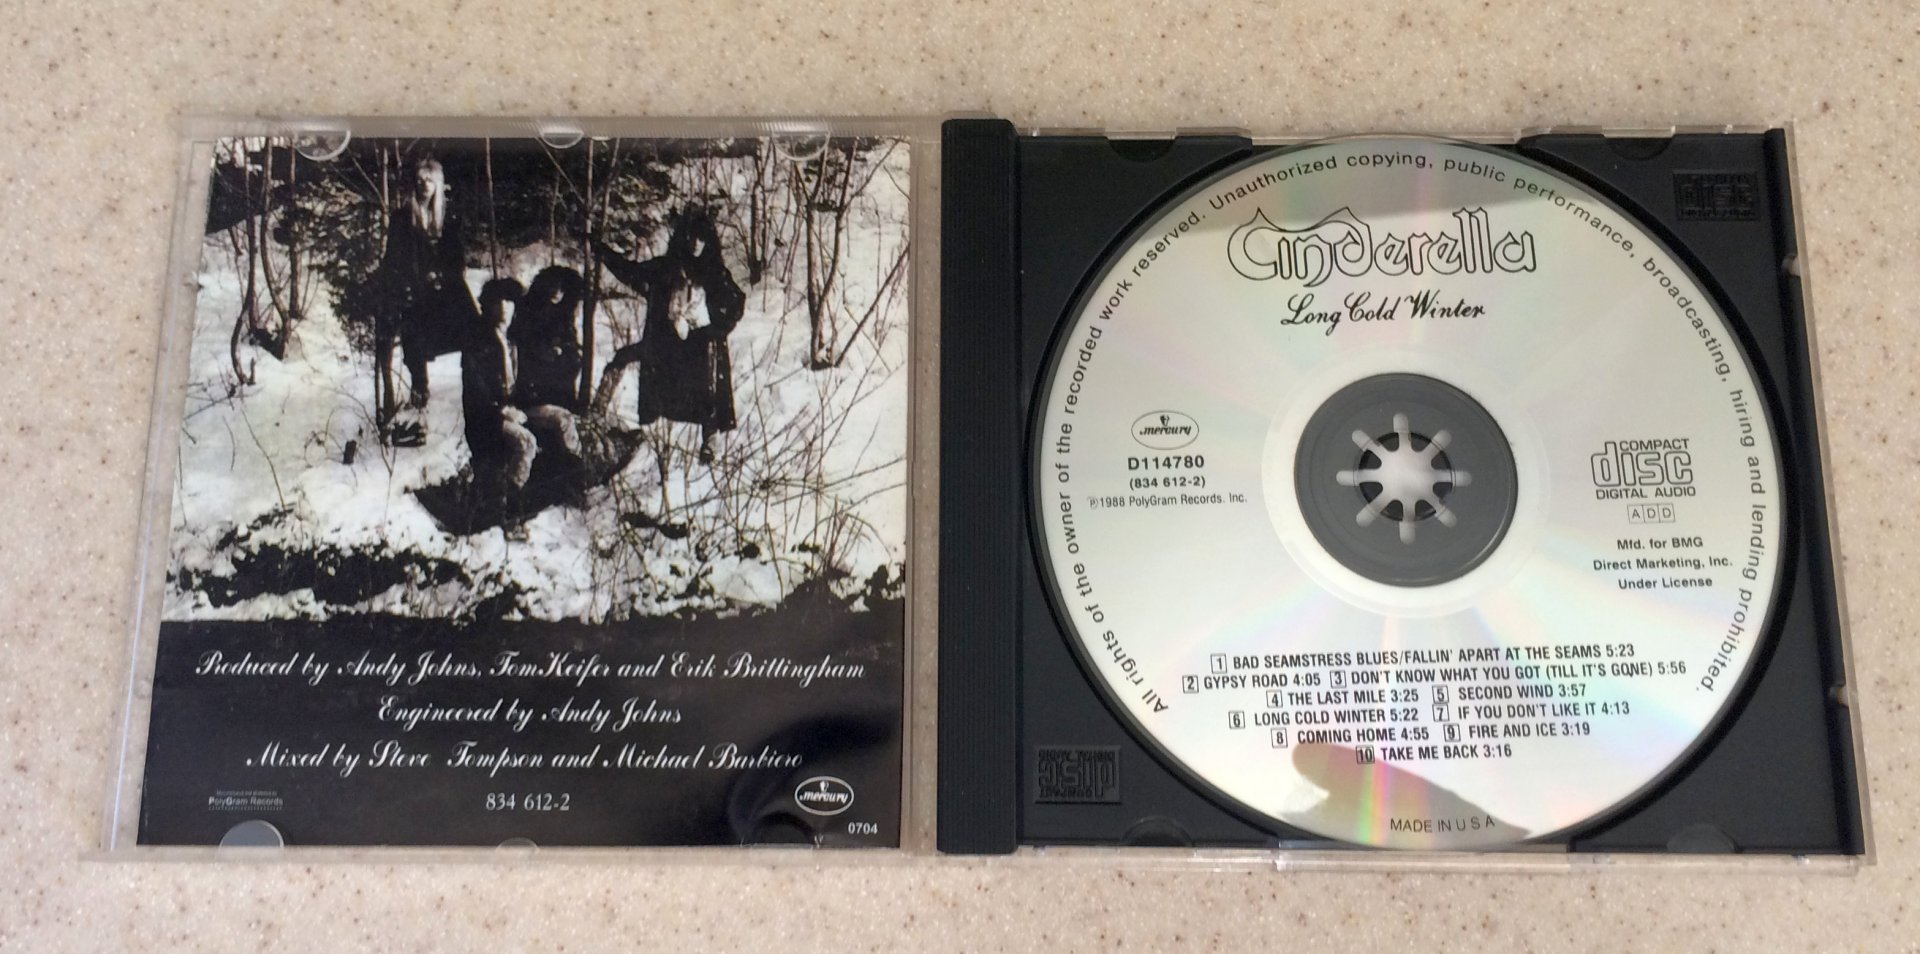 Produced by Andy Johns, Tom Keifer and Erik Brittingham
Engineered by Andy Johns
Mixed by Steve Tompson and Michael Barbiero
PolyGram Records
834 612-2
mercury
0704
All rights of the owner of the recorded work reserved. Unauthorized copying, public performance, broadcasting, hiring and lending prohibited.
Cinderella
Long Cold Winter
mercury
D114780
(834 612-2)
℗1988 PolyGram Records. Inc.
COMPACT
disc
DIGITAL AUDIO
ADD
Mfd. for BMG
Direct Marketing, Inc.
Under License
1 BAD SEAMSTRESS BLUES/FALLIN' APART AT THE SEAMS 5:23
2 GYPSY ROAD 4:05 3 DON'T KNOW WHAT YOU GOT (TILL IT'S GONE) 5:56
4 THE LAST MILE 3:25 5 SECOND WIND 3:57
6 LONG COLD WINTER 5:22 7 IF YOU DON'T LIKE IT 4:13
8 COMING HOME 4:55 9 FIRE AND ICE 3:19
10 TAKE ME BACK 3:16
MADE IN U S A